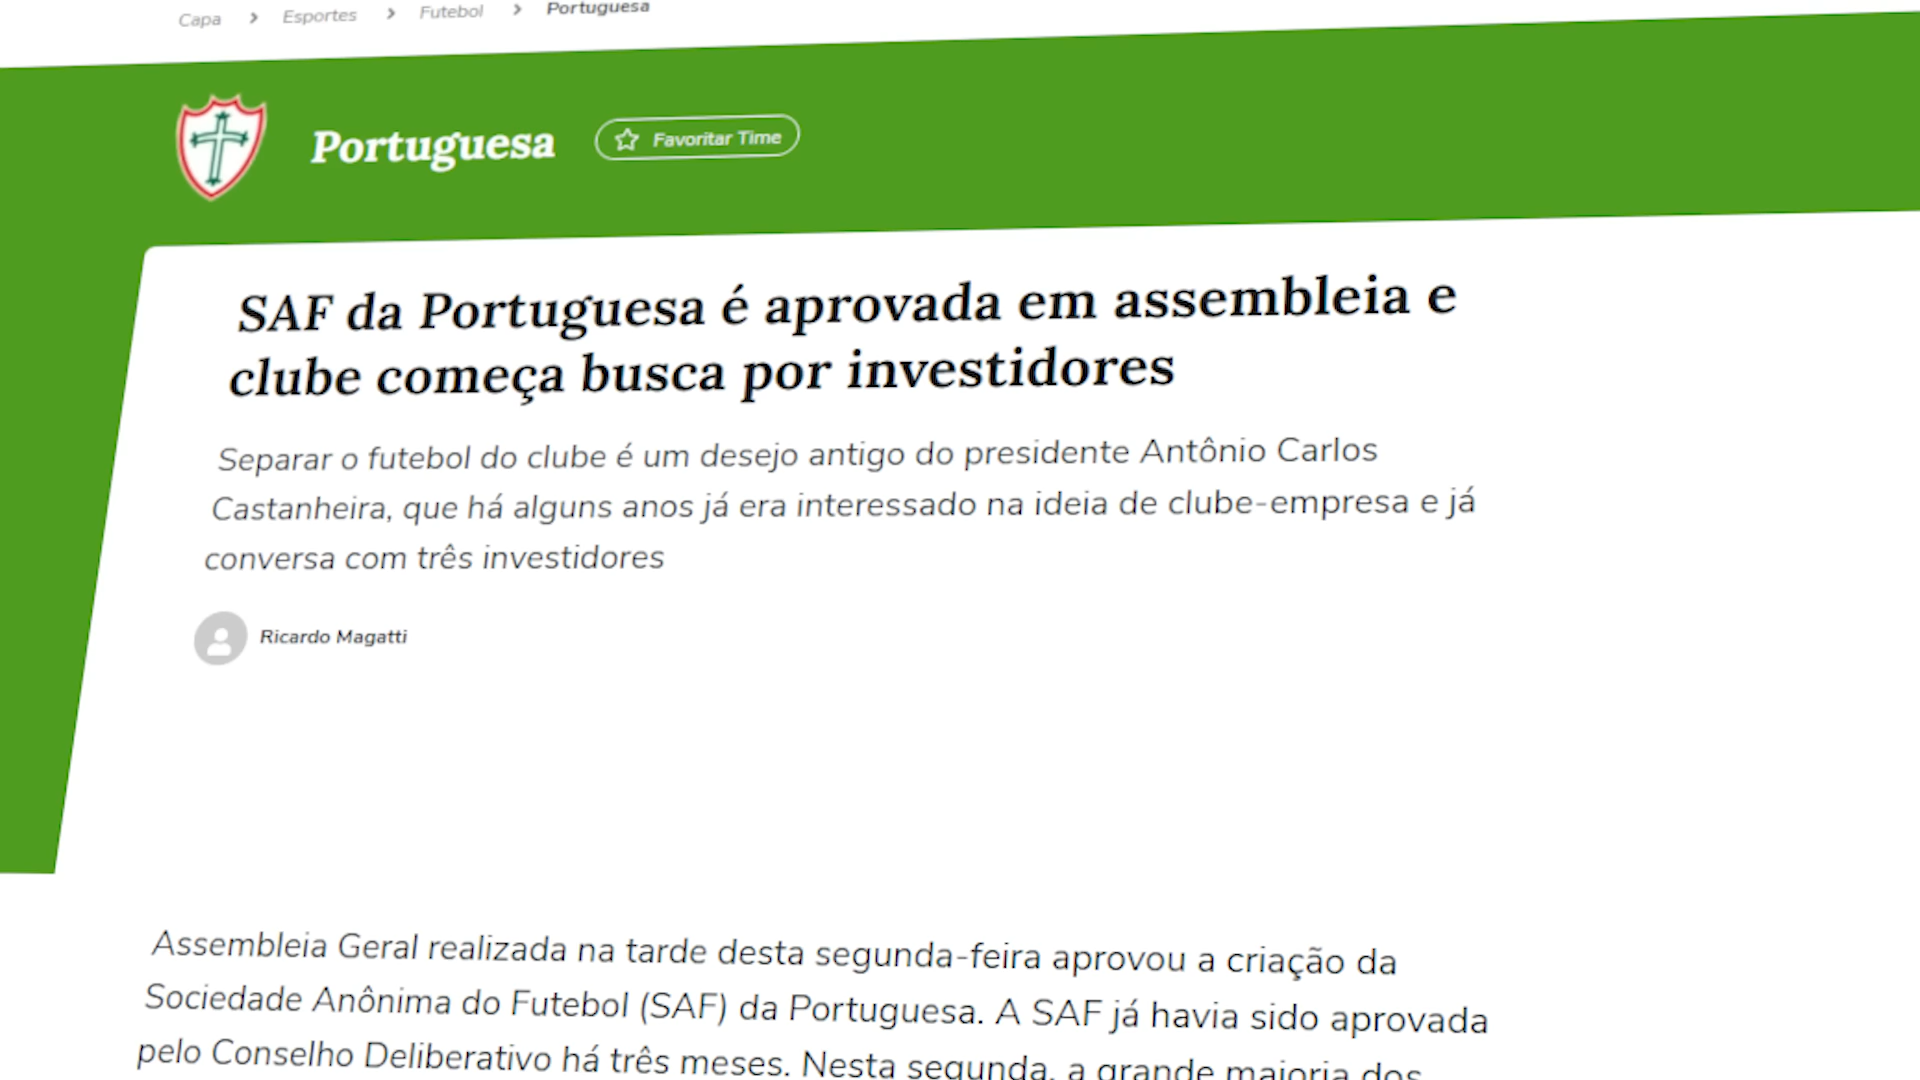 Capa > Esportes > Futebol > Portuguesa
Portuguesa
Favoritar Time
SAF da Portuguesa é aprovada em assembleia e
clube começa busca por investidores
Separar o futebol do clube é um desejo antigo do presidente Antônio Carlos
Castanheira, que há alguns anos já era interessado na ideia de clube-empresa e já
conversa com três investidores
Ricardo Magatti
Assembleia Geral realizada na tarde desta segunda-feira aprovou a criação da
Sociedade Anônima do Futebol (SAF) da Portuguesa. A SAF já havia sido aprovada
pelo Conselho Deliberativo há três meses. Nesta segunda, a grande maioria dos